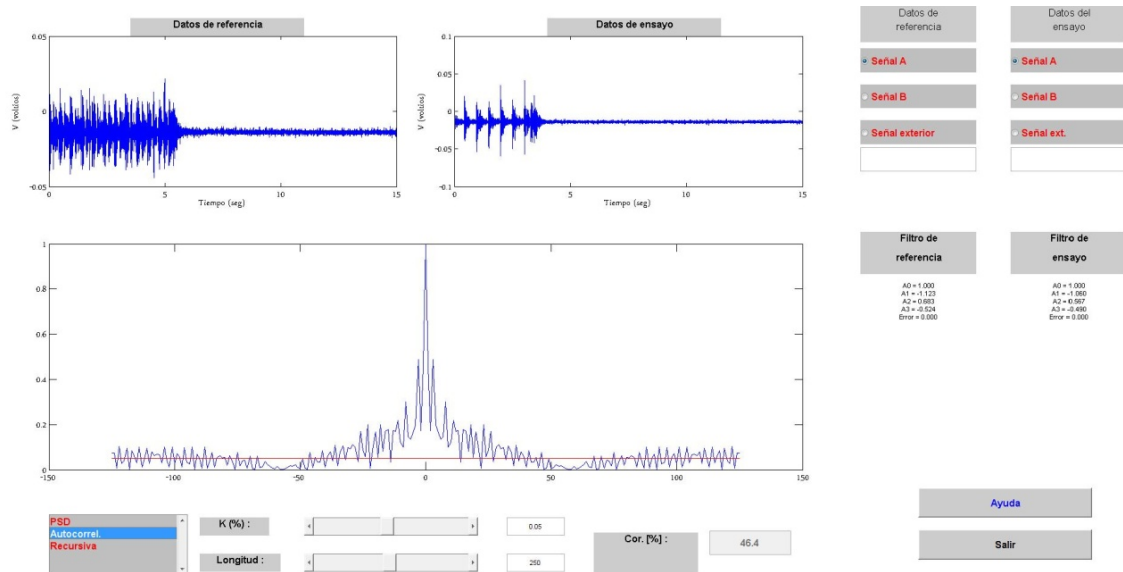 Datos de referencia
Datos de ensayo
Datos de
referencia
Datos del
ensayo
0.05
0
-0.05
V (voltios)
0
5
10
15
Tiempo (seg)
0.1
0.05
0
-0.05
-0.1
V (voltios)
0
5
10
15
Tiempo (seg)
Señal A
Señal A
Señal B
Señal B
Señal exterior
Señal ext.
Filtro de
referencia
Filtro de
ensayo
A0 = 1.000
A1 = -1.123
A2 = 0.683
A3 = -0.524
Error = 0.000
A0 = 1.000
A1 = -1.060
A2 = 0.567
A3 = -0.490
Error = 0.000
1
0.8
0.6
0.4
0.2
0
-150
-100
-50
0
50
100
150
PSD
Autocorrel.
Recursiva
K (%) :
0.05
Longitud :
250
Cor. [%] :
46.4
Ayuda
Salir